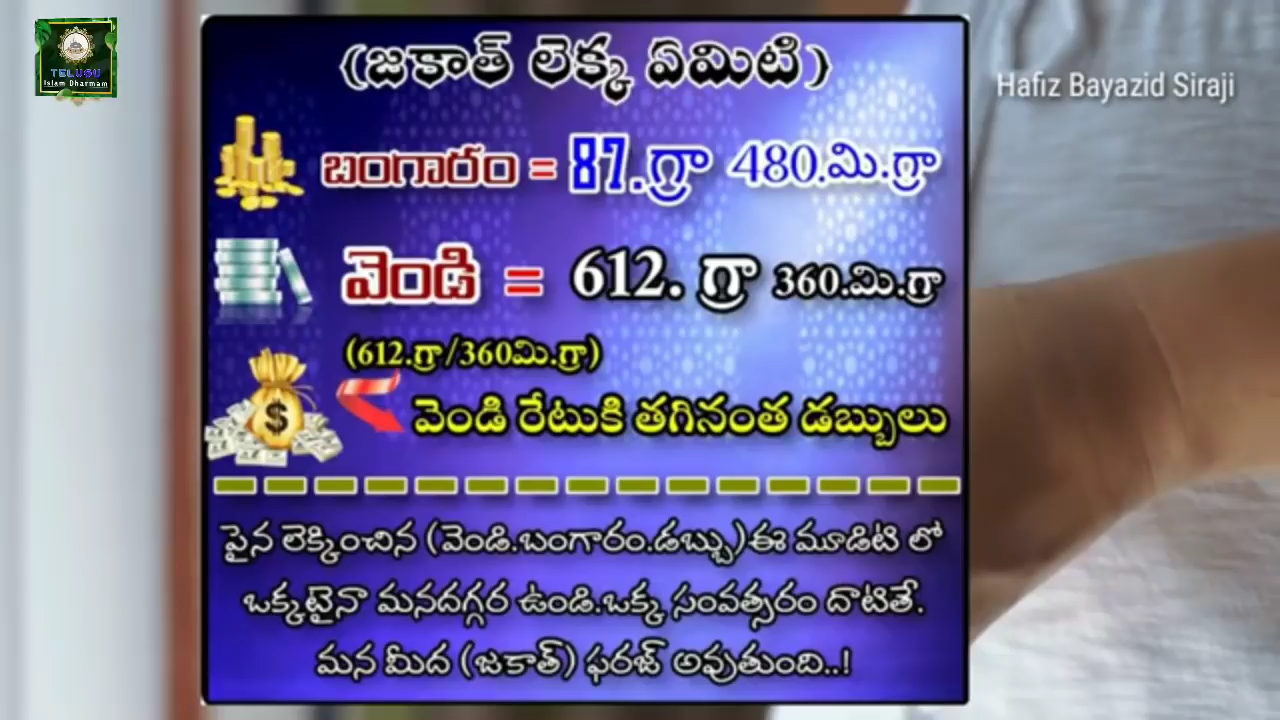 TELUGU
Islam Dharmam
Hafiz Bayazid Siraji
(జకాత్ లెక్క ఏమిటి)
బంగారం = 87.గ్రా 480.మి.గ్రా
వెండి = 612. గ్రా 360.మి.గ్రా
(612.గ్రా/360మి.గ్రా)
వెండి రేటుకి తగినంత డబ్బులు
$
పైన లెక్కించిన (వెండి.బంగారం.డబ్బు)ఈ మూడిటి లో
ఒక్కటైనా మనదగ్గర ఉండి.ఒక్క సంవత్సరం దాటితే.
మన మీద (జకాత్) ఫరజ్ అవుతుంది..!